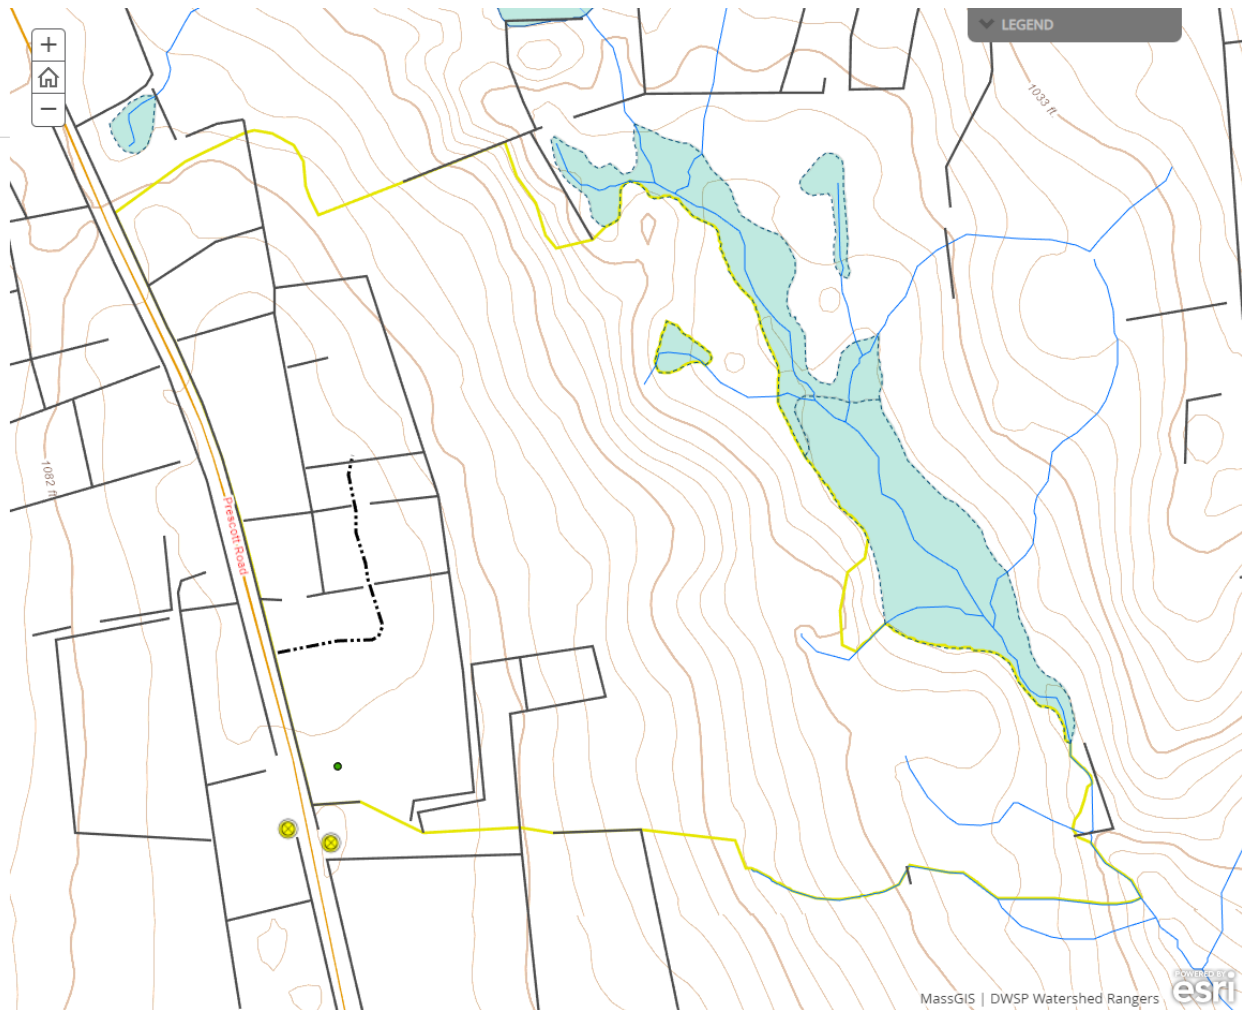 LEGEND
1033 ft.
1082 ft
Prescott Road
MassGIS | DWSP Watershed Rangers
POWERED BY
esri